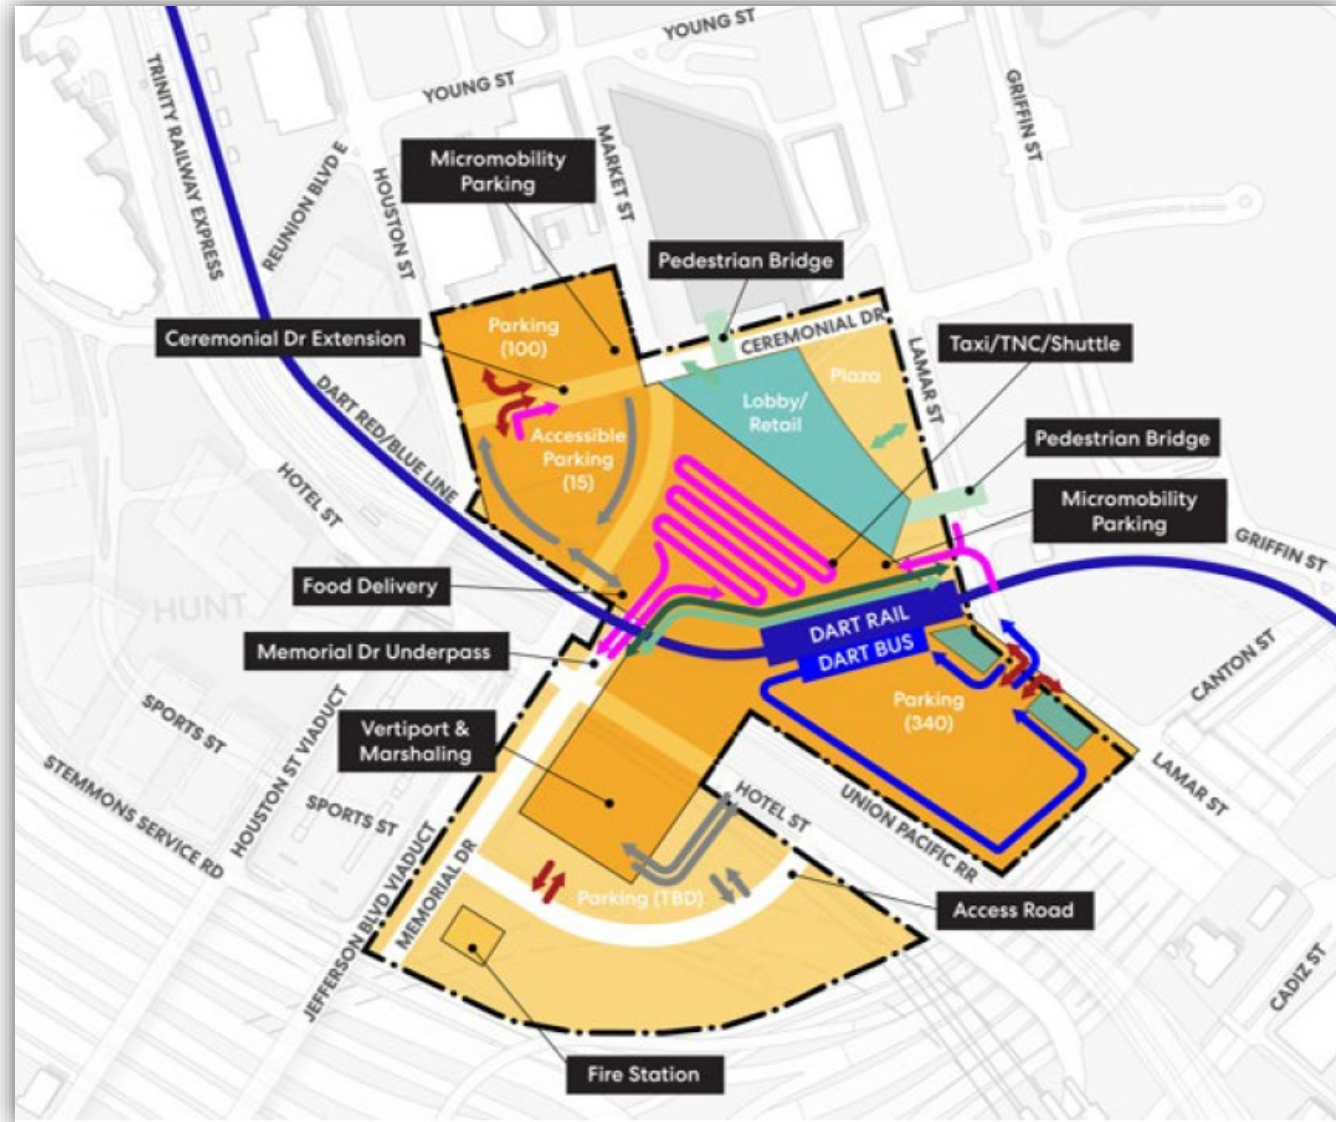 YOUNG ST
YOUNG ST
GRIFFIN ST
TRINITY RAILWAY EXPRESS
REUNION BLVD E
HOUSTON ST
MARKET ST
Micromobility
Parking
Pedestrian Bridge
Ceremonial Dr Extension
Parking
(100)
CEREMONIAL DR
Taxi/TNC/Shuttle
LAMAR ST
Plaza
Lobby/
Retail
DART RED/BLUE LINE
Accessible
Parking
(15)
Pedestrian Bridge
Micromobility
Parking
HOTEL ST
GRIFFIN ST
Food Delivery
HUNT
DART RAIL
DART BUS
Memorial Dr Underpass
CANTON ST
Parking
(340)
SPORTS ST
HOUSTON ST VIADUCT
Vertiport &
Marshaling
STEMMONS SERVICE RD
SPORTS ST
HOTEL ST
UNION PACIFIC RR
LAMAR ST
JEFFERSON BLVD VIADUCT
MEMORIAL DR
Parking (TBD)
Access Road
CADIZ ST
Fire Station